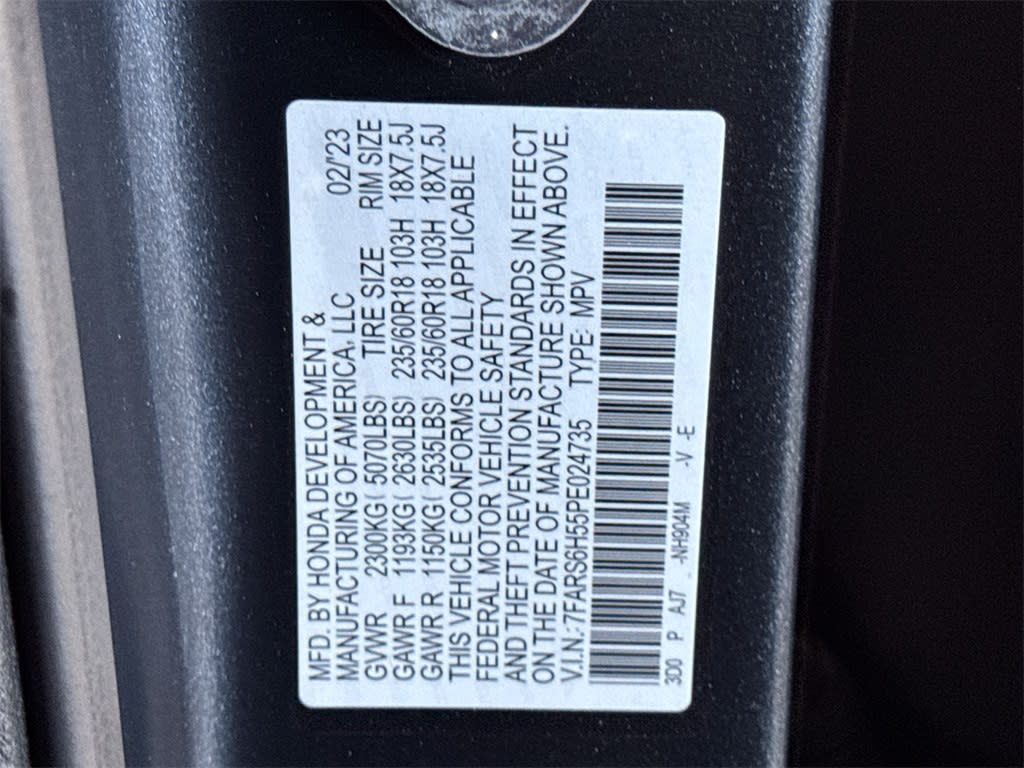 MFD. BY HONDA DEVELOPMENT & 02/'23
MANUFACTURING OF AMERICA, LLC
GVWR 2300KG( 5070LBS) TIRE SIZE RIM SIZE
GAWR F 1193KG( 2630LBS) 235/60R18 103H 18X7.5J
GAWR R 1150KG( 2535LBS) 235/60R18 103H 18X7.5J
THIS VEHICLE CONFORMS TO ALL APPLICABLE
FEDERAL MOTOR VEHICLE SAFETY
AND THEFT PREVENTION STANDARDS IN EFFECT
ON THE DATE OF MANUFACTURE SHOWN ABOVE.
V.I.N.:7FARS6H55PE024735 TYPE: MPV
3D0 P AJ7 -NH904M -V -E